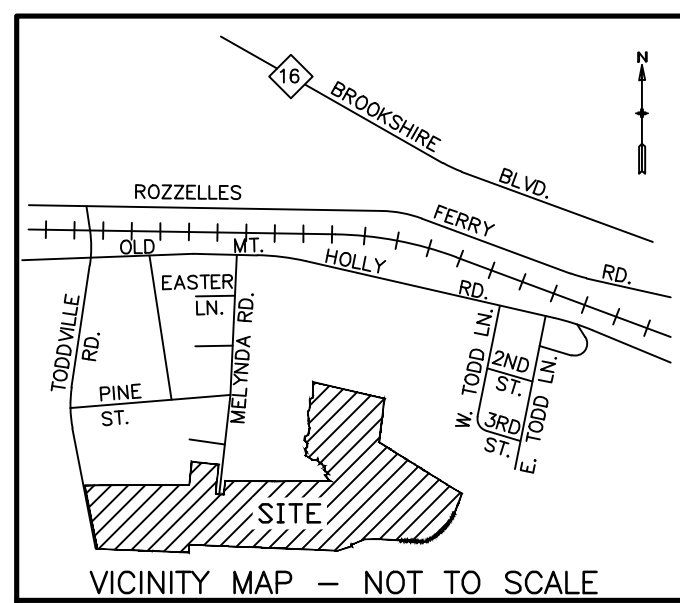 N
16
BROOKSHIRE BLVD.
ROZZELLES FERRY RD.
OLD MT. HOLLY RD.
EASTER
LN.
TODDVILLE
RD.
MELYNDA RD.
PINE
ST.
W. TODD LN.
2ND
ST.
3RD
ST.
E. TODD LN.
SITE
VICINITY MAP – NOT TO SCALE